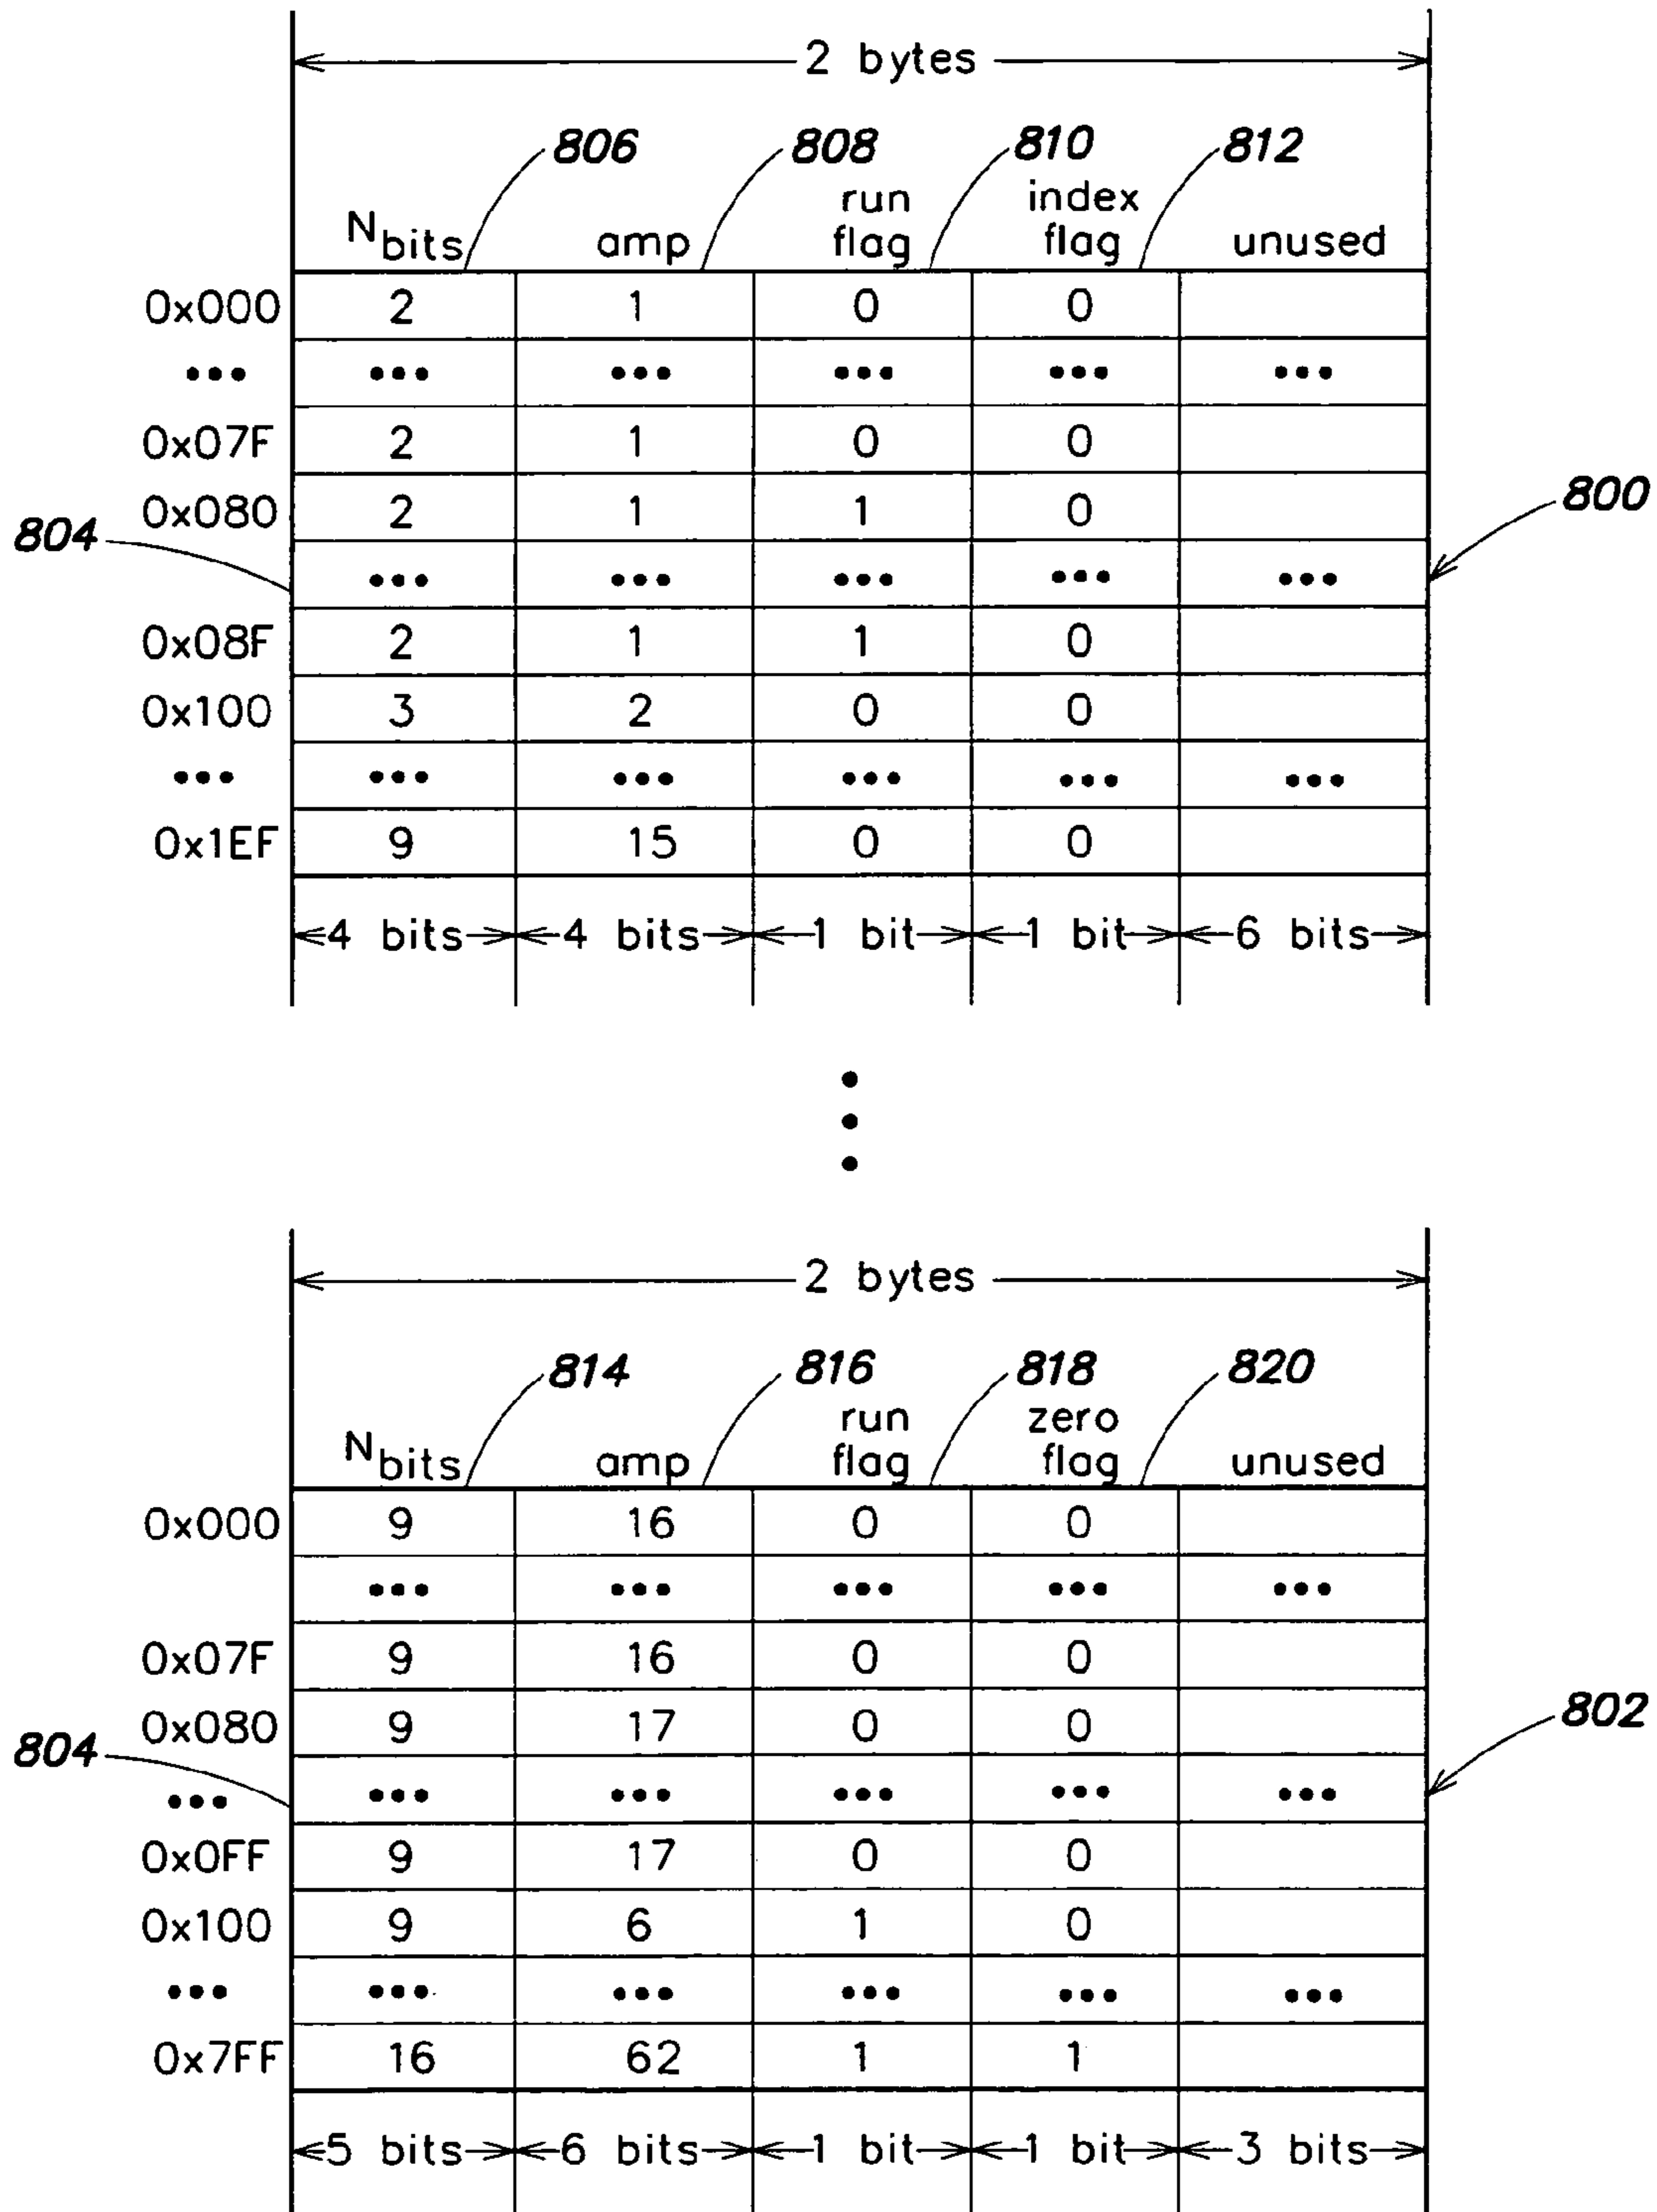 2 bytes
806 808 810 812
run index
Nbits amp flag flag unused
0x000 2 1 0 0
... ... ... ... ... ...
0x07F 2 1 0 0
0x080 2 1 1 0
800
804
... ... ... ... ...
0x08F 2 1 1 0
0x100 3 2 0 0
... ... ... ... ... ...
0x1EF 9 15 0 0
4 bits 4 bits 1 bit 1 bit 6 bits
2 bytes
814 816 818 820
run zero
Nbits amp flag flag unused
0x000 9 16 0 0
... ... ... ... ...
0x07F 9 16 0 0
0x080 9 17 0 0
802
804
... ... ... ... ... ...
0x0FF 9 17 0 0
0x100 9 6 1 0
... ... ... ... ... ...
0x7FF 16 62 1 1
5 bits 6 bits 1 bit 1 bit 3 bits